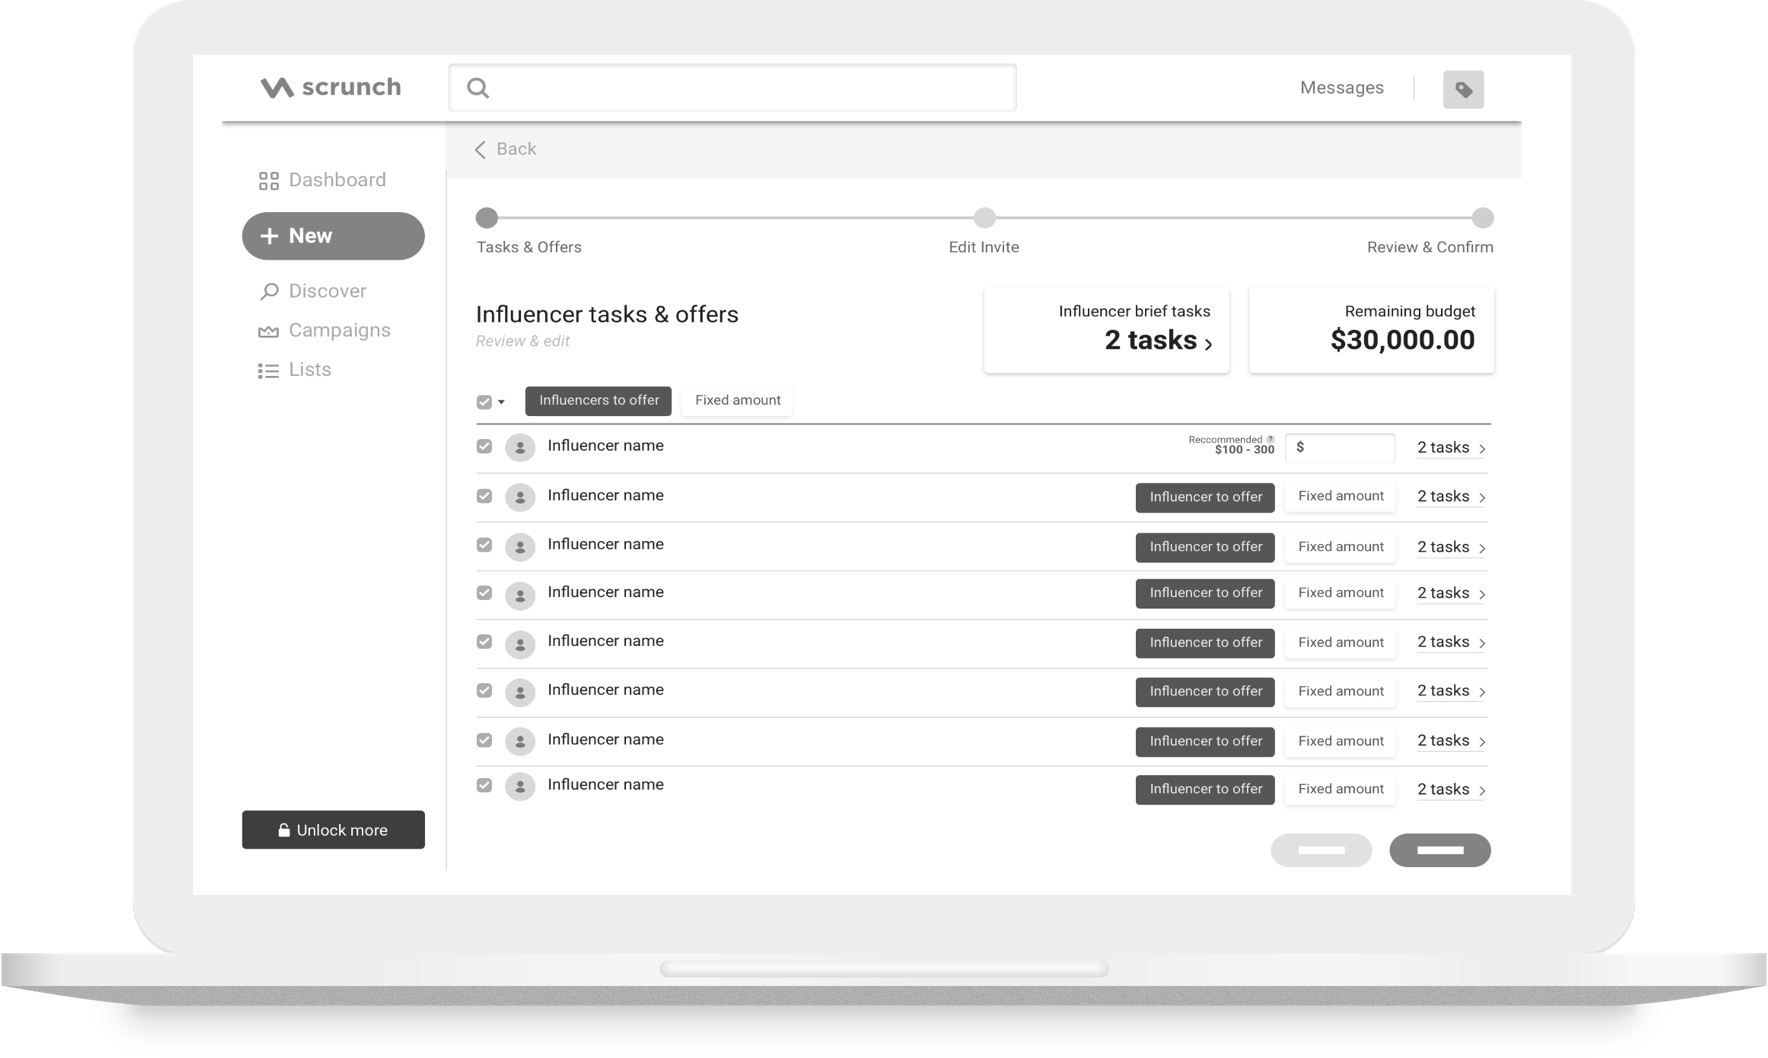 scrunch
Messages
Back
Dashboard
New
Discover
Campaigns
Lists
Unlock more
Tasks & Offers
Edit Invite
Review & Confirm
Influencer tasks & offers
Review & edit
Influencer brief tasks
2 tasks
Remaining budget
$30,000.00
Influencers to offer
Fixed amount
Influencer name
Reccommended ?
$100 - 300
$
2 tasks
Influencer name
Influencer to offer
Fixed amount
2 tasks
Influencer name
Influencer to offer
Fixed amount
2 tasks
Influencer name
Influencer to offer
Fixed amount
2 tasks
Influencer name
Influencer to offer
Fixed amount
2 tasks
Influencer name
Influencer to offer
Fixed amount
2 tasks
Influencer name
Influencer to offer
Fixed amount
2 tasks
Influencer name
Influencer to offer
Fixed amount
2 tasks